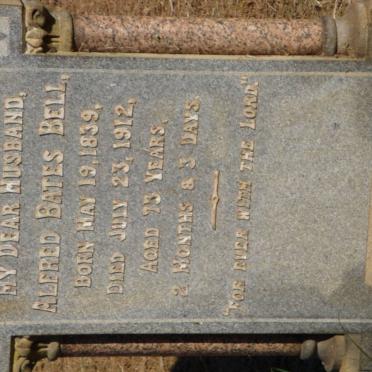 MY DEAR HUSBAND,
ALFRED BATES BELL,
BORN MAY 19, 1839,
DIED JULY 23, 1912,
AGED 73 YEARS,
2 MONTHS & 3 DAYS.
"FOR EVER WITH THE LORD."